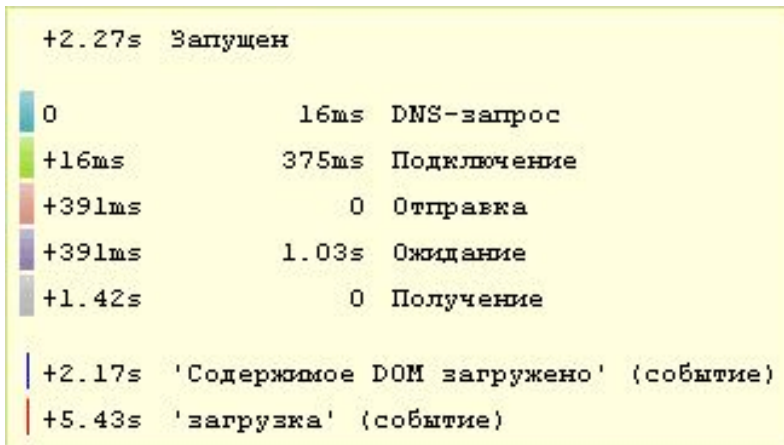 +2.27s Запущен
0 16ms DNS-запрос
+16ms 375ms Подключение
+391ms 0 Отправка
+391ms 1.03s Ожидание
+1.42s 0 Получение
+2.17s 'Содержимое DOM загружено' (событие)
+5.43s 'загрузка' (событие)